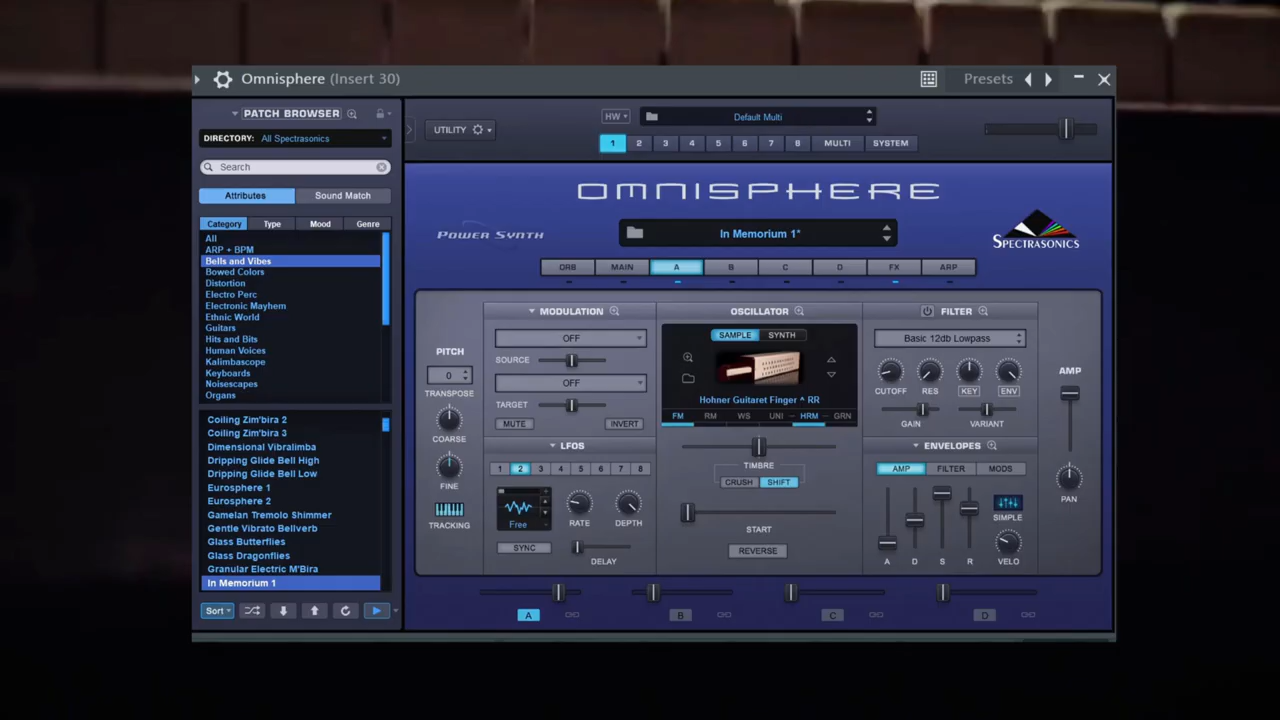 Omnisphere (Insert 30)
Presets
PATCH BROWSER
DIRECTORY: All Spectrasonics
Search
Attributes
Sound Match
Category
Type
Mood
Genre
All
ARP + BPM
Bells and Vibes
Bowed Colors
Distortion
Electro Perc
Electronic Mayhem
Ethnic World
Guitars
Hits and Bits
Human Voices
Kalimbascope
Keyboards
Noisescapes
Organs
Coiling Zim'bira 2
Coiling Zim'bira 3
Dimensional Vibralimba
Dripping Glide Bell High
Dripping Glide Bell Low
Eurosphere 1
Eurosphere 2
Gamelan Tremolo Shimmer
Gentle Vibrato Bellverb
Glass Butterflies
Glass Dragonflies
Granular Electric M'Bira
In Memorium 1
Sort
UTILITY
HW
Default Multi
1 2 3 4 5 6 7 8 MULTI SYSTEM
OMNISPHERE
POWER SYNTH
In Memorium 1*
SPECTRASONICS
ORB MAIN A B C D FX ARP
PITCH
0
TRANSPOSE
COARSE
FINE
TRACKING
MODULATION
OFF
SOURCE
OFF
TARGET
MUTE INVERT
LFOS
1 2 3 4 5 6 7 8
Free
RATE DEPTH
SYNC
DELAY
OSCILLATOR
SAMPLE SYNTH
Hohner Guitaret Finger ^ RR
FM RM WS UNI HRM GRN
TIMBRE
CRUSH SHIFT
START
REVERSE
FILTER
Basic 12db Lowpass
CUTOFF RES KEY ENV
GAIN VARIANT
ENVELOPES
AMP FILTER MODS
SIMPLE
A D S R VELO
AMP
PAN
A B C D